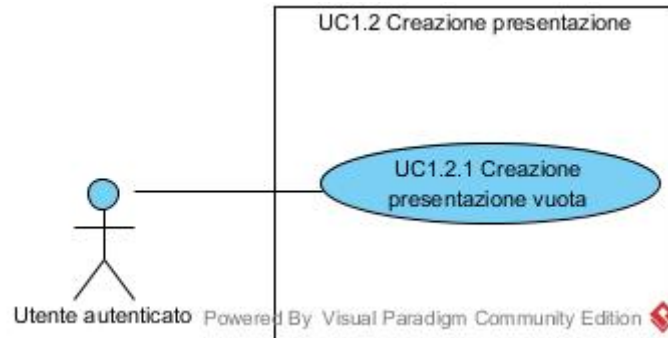 UC1.2 Creazione presentazione
UC1.2.1 Creazione
presentazione vuota
Utente autenticato
Powered By Visual Paradigm Community Edition